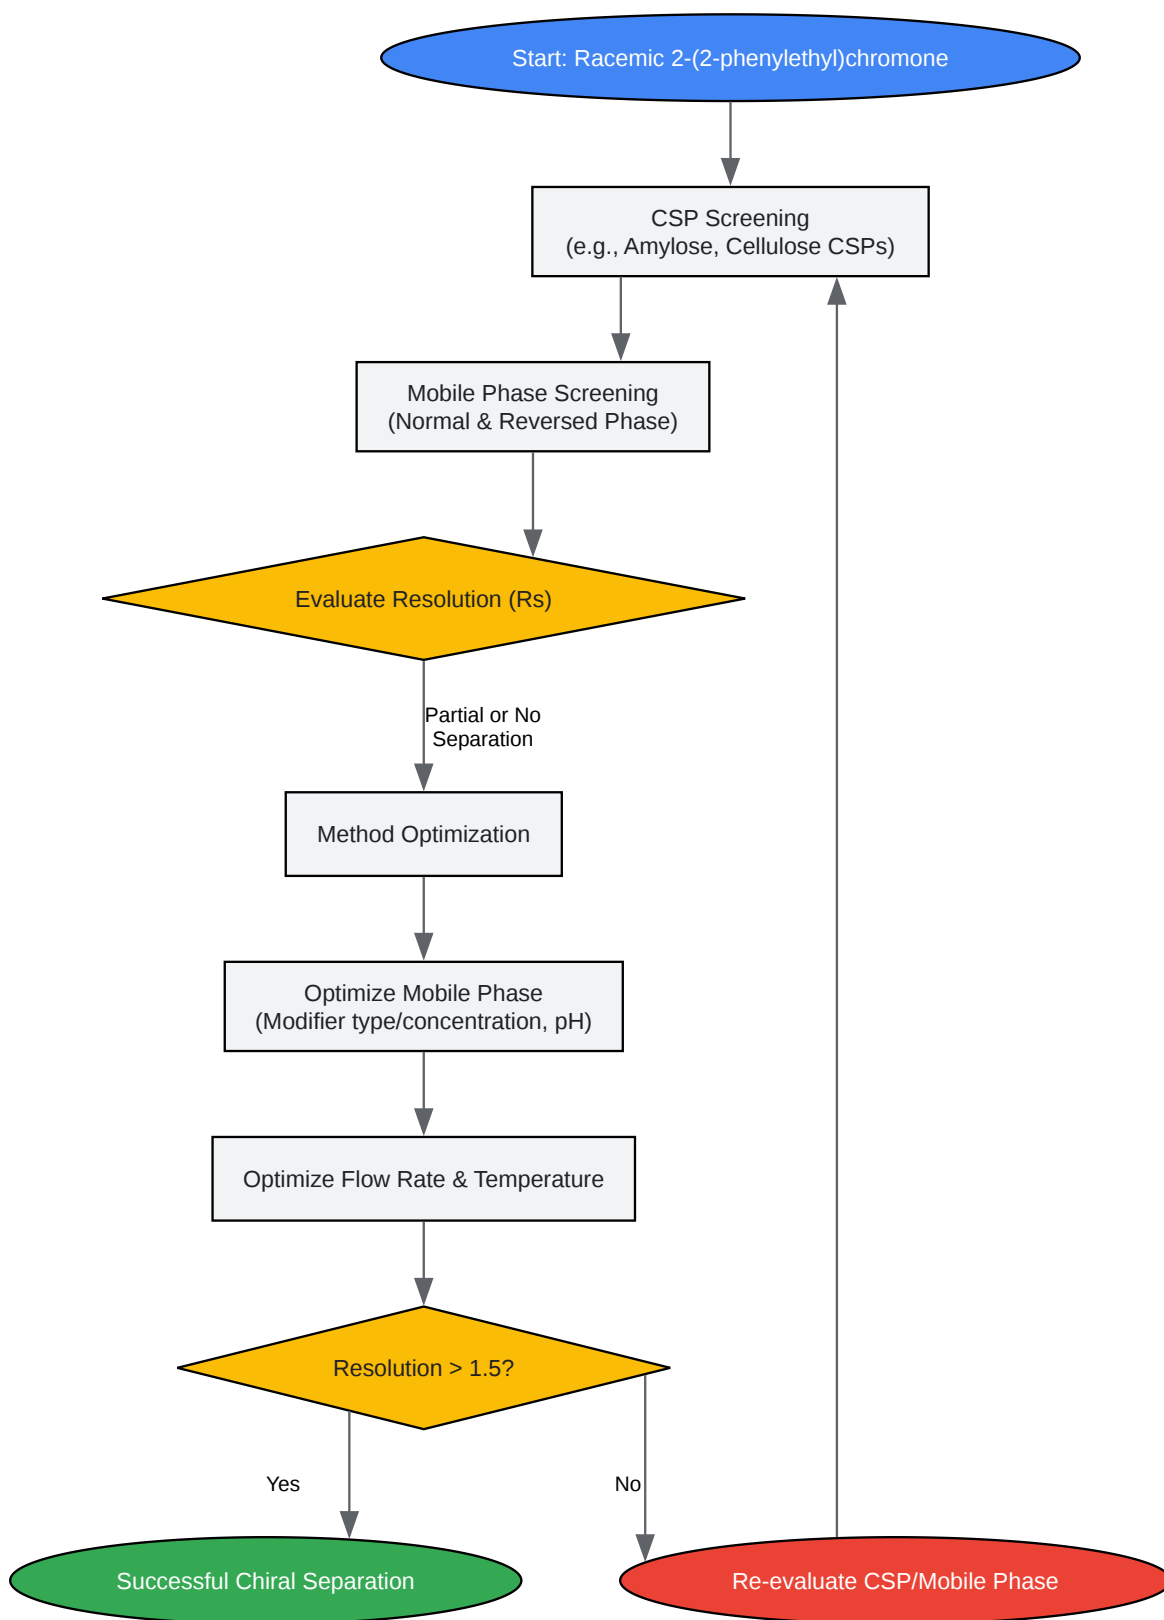 Start: Racemic 2-(2-phenylethyl)chromone
CSP Screening
(e.g., Amylose, Cellulose CSPs)
Mobile Phase Screening
(Normal & Reversed Phase)
Evaluate Resolution (Rs)
Partial or No
Separation
Method Optimization
Optimize Mobile Phase
(Modifier type/concentration, pH)
Optimize Flow Rate & Temperature
Resolution > 1.5?
Yes
No
Successful Chiral Separation
Re-evaluate CSP/Mobile Phase